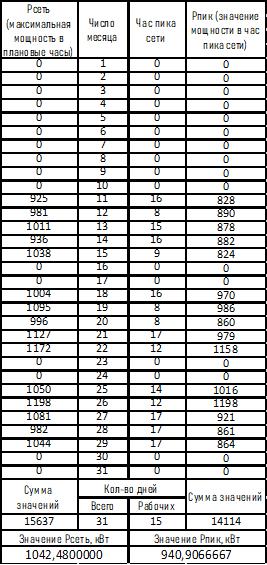 Рсеть (максимальная мощность в плановые часы) Число месяца Час пика сети Рпик (значение мощности в час пика сети)
0 1 0 0
0 2 0 0
0 3 0 0
0 4 0 0
0 5 0 0
0 6 0 0
0 7 0 0
0 8 0 0
0 9 0 0
0 10 0 0
925 11 16 828
981 12 8 890
1011 13 15 878
936 14 16 882
1038 15 9 824
0 16 0 0
0 17 0 0
1004 18 16 970
1095 19 8 986
996 20 8 860
1127 21 17 979
1172 22 12 1158
0 23 0 0
0 24 0 0
1050 25 14 1016
1198 26 12 1198
1081 27 17 921
982 28 17 861
1044 29 17 864
0 30 0 0
0 31 0 0
Сумма значений Кол-во дней Сумма значений
Всего Рабочих
15637 31 15 14114
Значение Рсеть, кВт Значение Рпик, кВт
1042,4800000 940,9066667